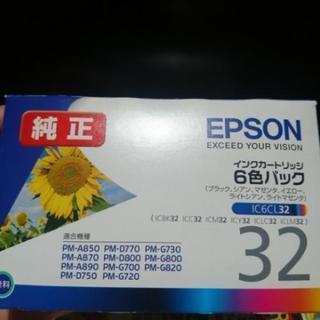 純正
EPSON
EXCEED YOUR VISION
インクカートリッジ
6色パック
(ブラック、シアン、マゼンタ、イエロー、
ライトシアン、ライトマゼンタ)
IC6CL32
(ICBK32 ICC32 ICM32 ICY32 ICLC32 ICLM32)
32
適合機種
PM-A850 PM-D770 PM-G730
PM-A870 PM-D800 PM-G800
PM-A890 PM-G700 PM-G820
PM-D750 PM-G720